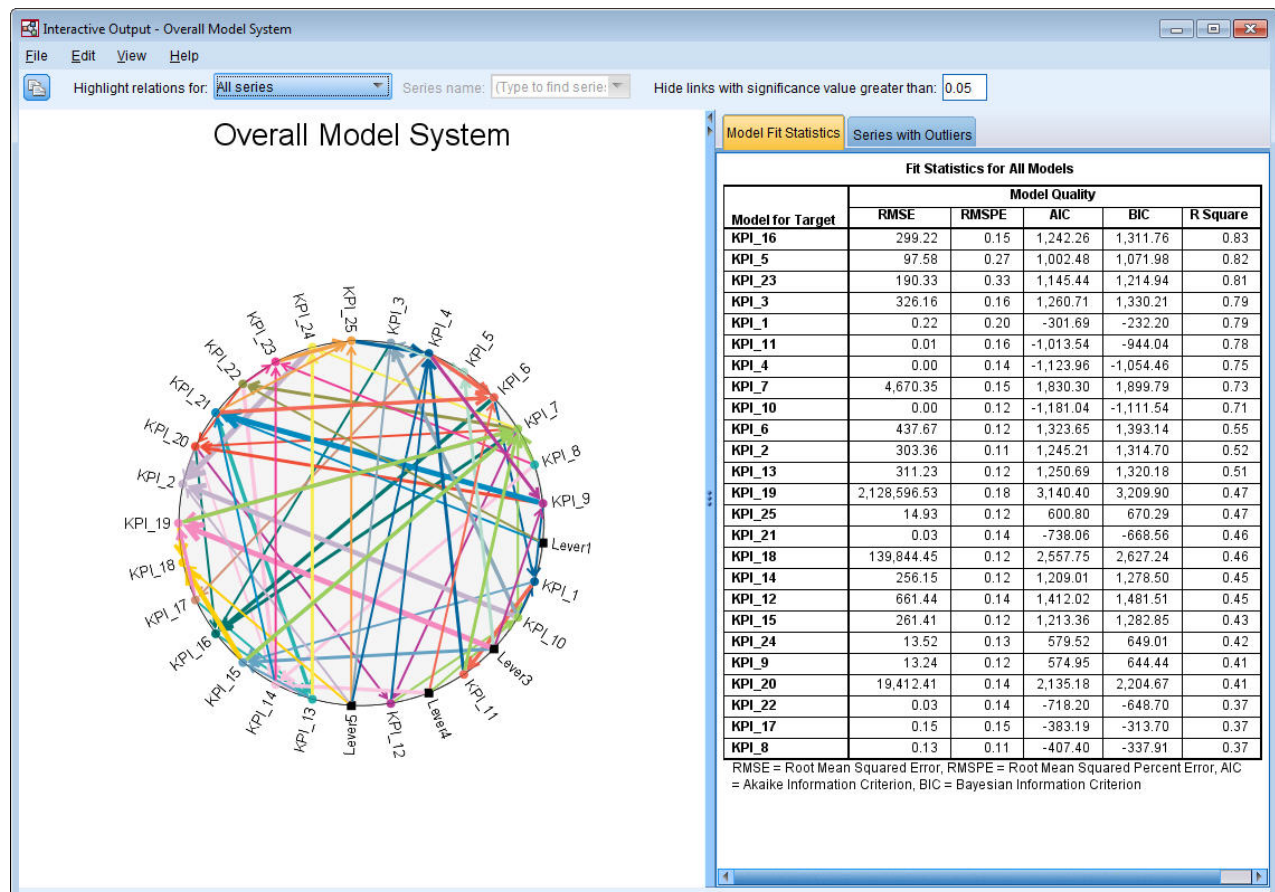 Interactive Output - Overall Model System
File Edit View Help
Highlight relations for: All series Series name: (Type to find serie: Hide links with significance value greater than: 0.05
Overall Model System
KPI_3
KPI_4
KPI_5
KPI_6
KPI_7
KPI_8
KPI_9
Lever1
KPI_1
KPI_10
Lever3
KPI_11
Lever4
KPI_12
Lever5
KPI_13
KPI_14
KPI_15
KPI_16
KPI_17
KPI_18
KPI_19
KPI_2
KPI_20
KPI_21
KPI_22
KPI_23
KPI_24
KPI_25
Model Fit Statistics Series with Outliers
Fit Statistics for All Models
Model Quality
Model for Target RMSE RMSPE AIC BIC R Square
KPI_16 299.22 0.15 1,242.26 1,311.76 0.83
KPI_5 97.58 0.27 1,002.48 1,071.98 0.82
KPI_23 190.33 0.33 1,145.44 1,214.94 0.81
KPI_3 326.16 0.16 1,260.71 1,330.21 0.79
KPI_1 0.22 0.20 -301.69 -232.20 0.79
KPI_11 0.01 0.16 -1,013.54 -944.04 0.78
KPI_4 0.00 0.14 -1,123.96 -1,054.46 0.75
KPI_7 4,670.35 0.15 1,830.30 1,899.79 0.73
KPI_10 0.00 0.12 -1,181.04 -1,111.54 0.71
KPI_6 437.67 0.12 1,323.65 1,393.14 0.55
KPI_2 303.36 0.11 1,245.21 1,314.70 0.52
KPI_13 311.23 0.12 1,250.69 1,320.18 0.51
KPI_19 2,128,596.53 0.18 3,140.40 3,209.90 0.47
KPI_25 14.93 0.12 600.80 670.29 0.47
KPI_21 0.03 0.14 -738.06 -668.56 0.46
KPI_18 139,844.45 0.12 2,557.75 2,627.24 0.46
KPI_14 256.15 0.12 1,209.01 1,278.50 0.45
KPI_12 661.44 0.14 1,412.02 1,481.51 0.45
KPI_15 261.41 0.12 1,213.36 1,282.85 0.43
KPI_24 13.52 0.13 579.52 649.01 0.42
KPI_9 13.24 0.12 574.95 644.44 0.41
KPI_20 19,412.41 0.14 2,135.18 2,204.67 0.41
KPI_22 0.03 0.14 -718.20 -648.70 0.37
KPI_17 0.15 0.15 -383.19 -313.70 0.37
KPI_8 0.13 0.11 -407.40 -337.91 0.37
RMSE = Root Mean Squared Error, RMSPE = Root Mean Squared Percent Error, AIC
= Akaike Information Criterion, BIC = Bayesian Information Criterion